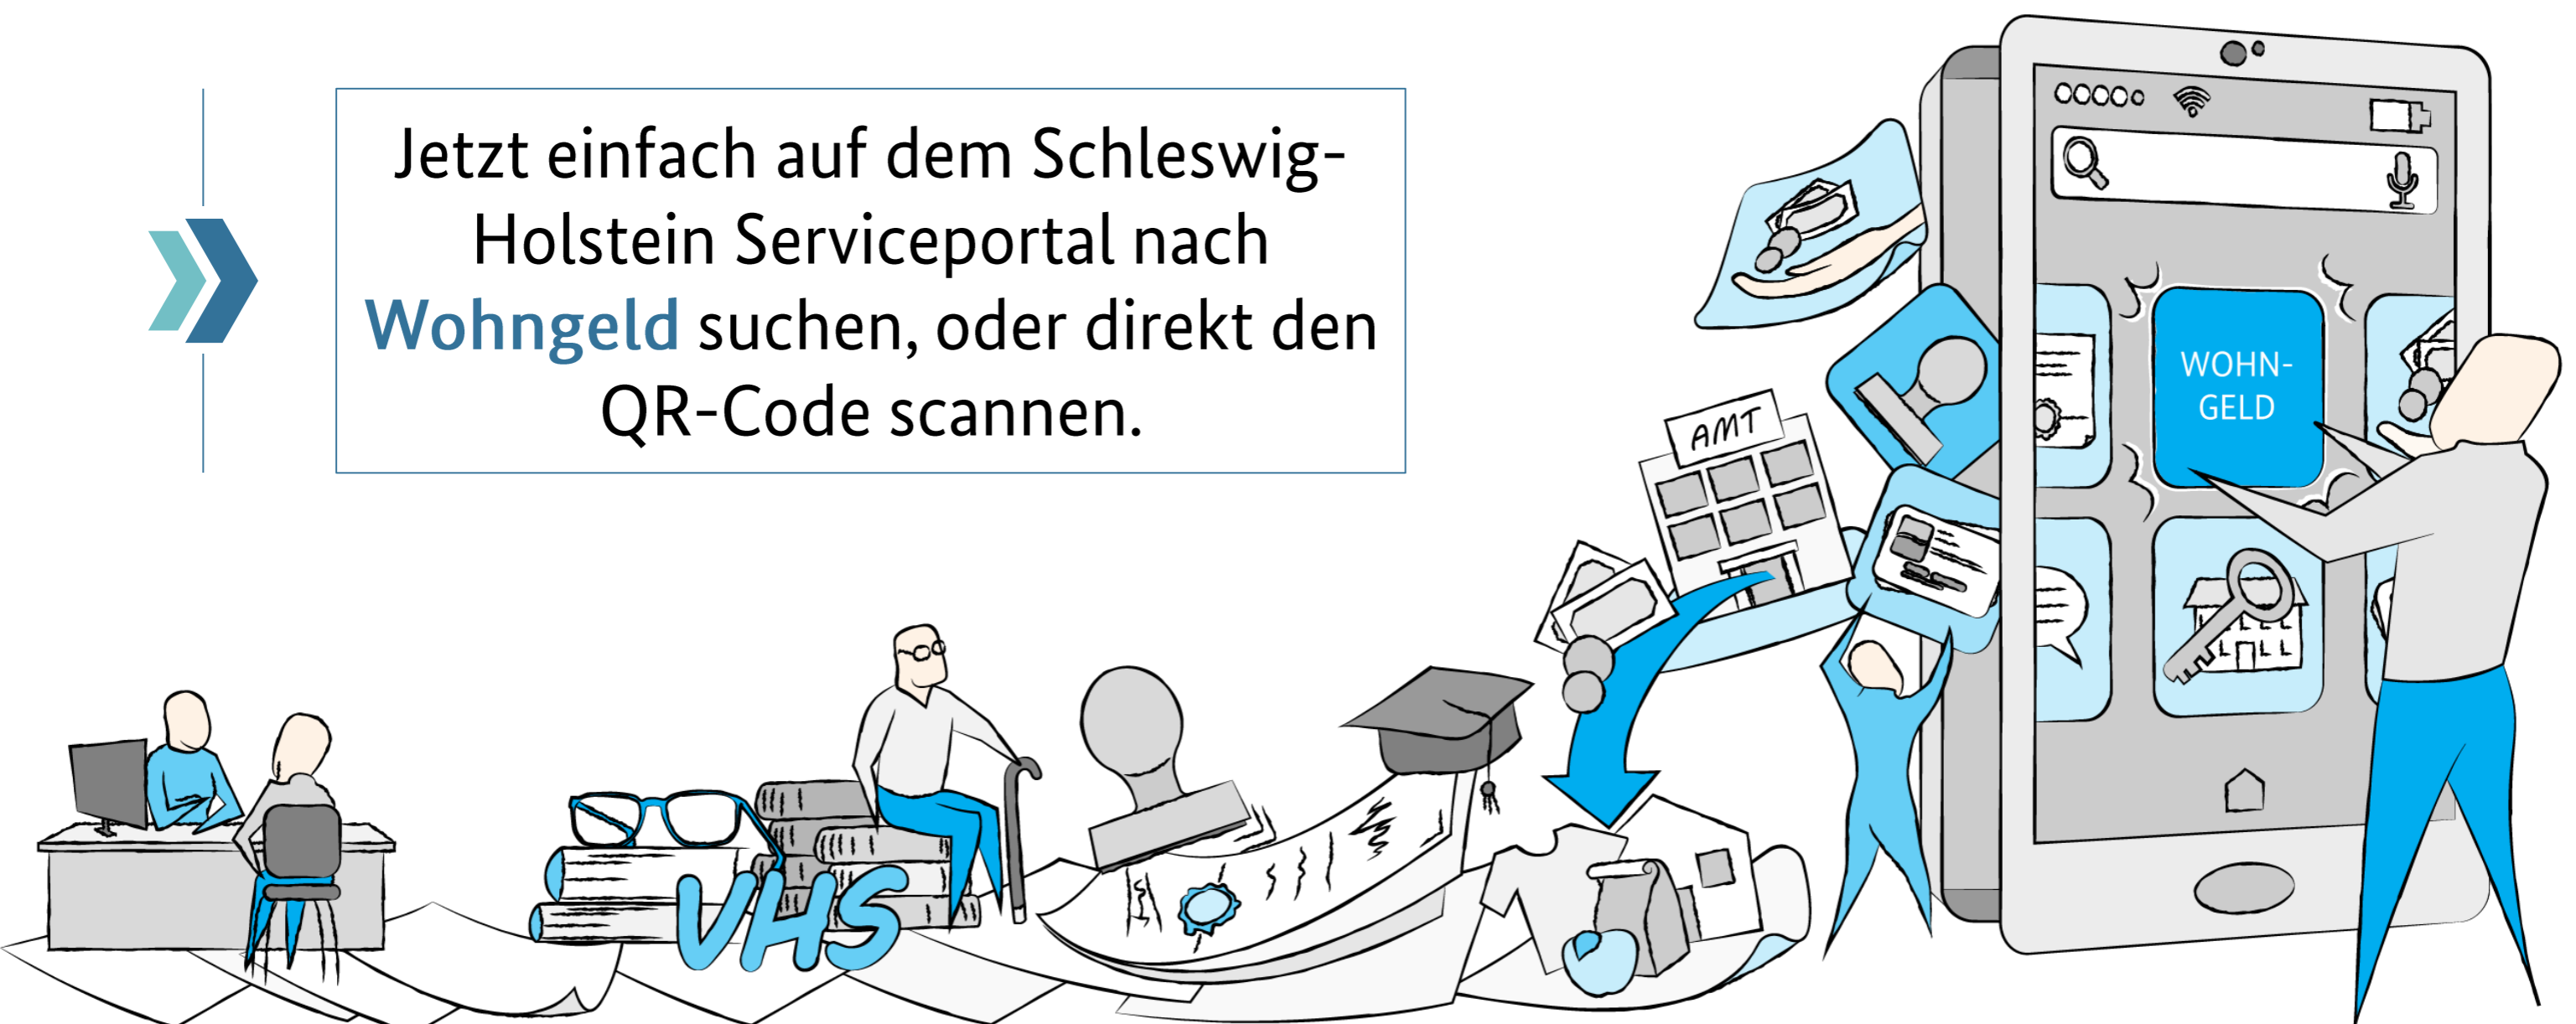 Jetzt einfach auf dem Schleswig-
Holstein Serviceportal nach
Wohngeld suchen, oder direkt den
QR-Code scannen.
WOHN-
GELD
AMT
VHS